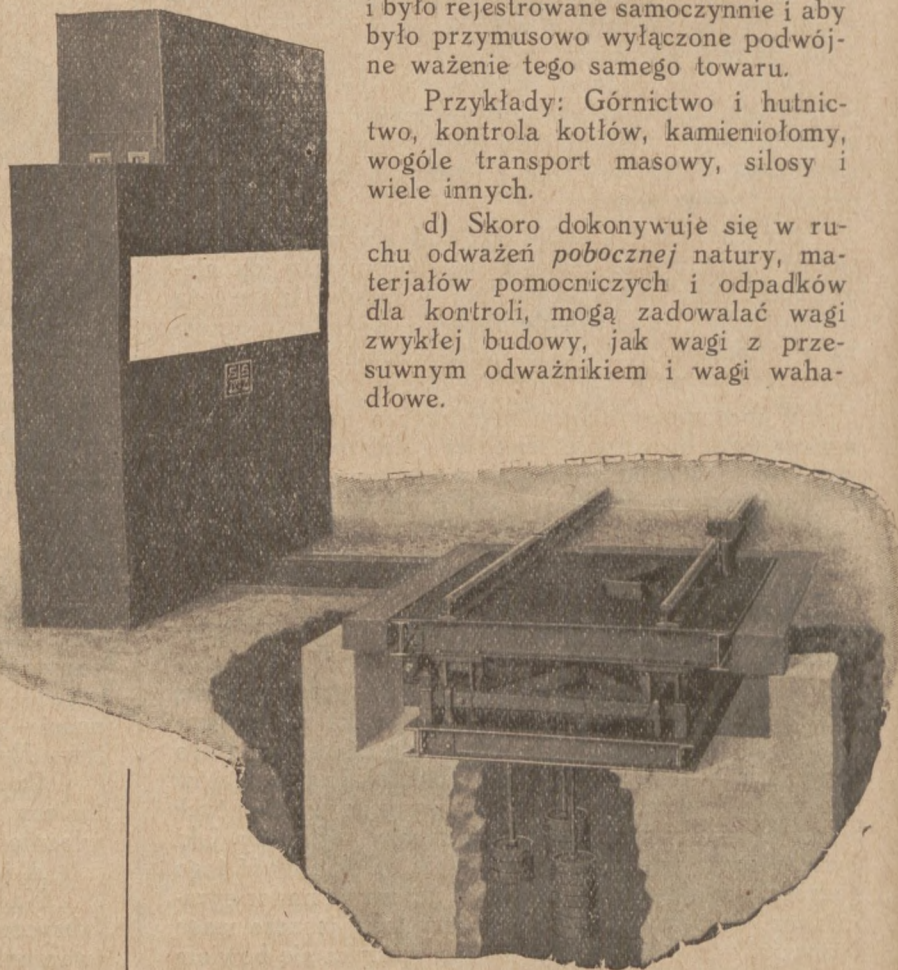 i było rejestrowane samoczynnie i aby
było przymusowo wyłączone podwój-
ne ważenie tego samego towaru.
Przykłady: Górnictwo i hutnic-
two, kontrola kotłów, kamieniołomy,
wogóle transport masowy, silosy i
wiele innych.
d) Skoro dokonywuje się w ru-
chu odważeń pobocznej natury, ma-
terjałów pomocniczych i odpadków
dla kontroli, mogą zadowalać wagi
zwykłej budowy, jak wagi z prze-
suwnym odważnikiem i wagi waha-
dłowe.